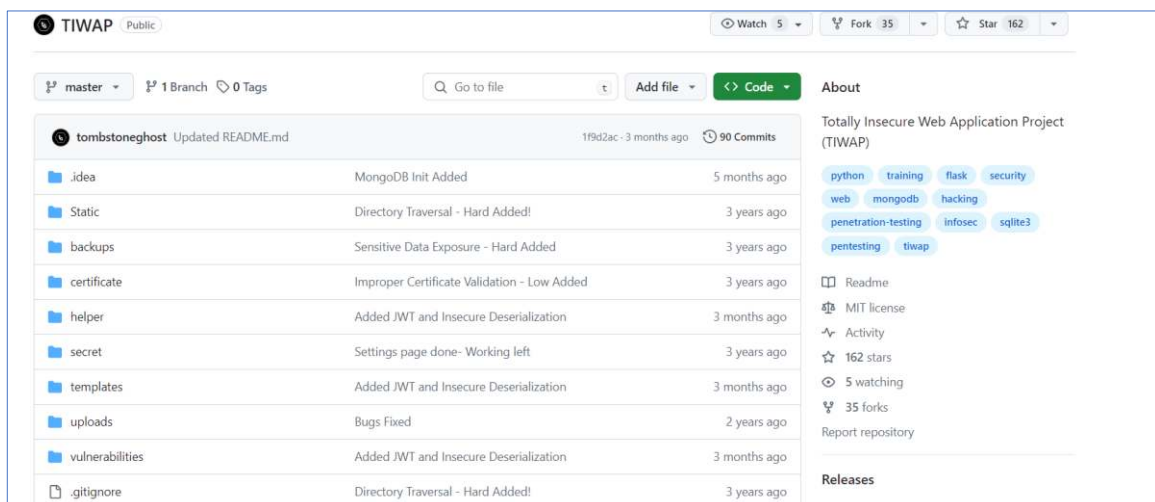 TIWAP Public
Watch 5 Fork 35 Star 162
master 1 Branch 0 Tags Go to file t Add file <> Code
tombstoneghost Updated README.md 1f9d2ac · 3 months ago 90 Commits
.idea MongoDB Init Added 5 months ago
Static Directory Traversal - Hard Added! 3 years ago
backups Sensitive Data Exposure - Hard Added 3 years ago
certificate Improper Certificate Validation - Low Added 3 years ago
helper Added JWT and Insecure Deserialization 3 months ago
secret Settings page done- Working left 3 years ago
templates Added JWT and Insecure Deserialization 3 months ago
uploads Bugs Fixed 2 years ago
vulnerabilities Added JWT and Insecure Deserialization 3 months ago
.gitignore Directory Traversal - Hard Added! 3 years ago
About
Totally Insecure Web Application Project
(TIWAP)
python training flask security
web mongodb hacking
penetration-testing infosec sqlite3
pentesting tiwap
Readme
MIT license
Activity
162 stars
5 watching
35 forks
Report repository
Releases